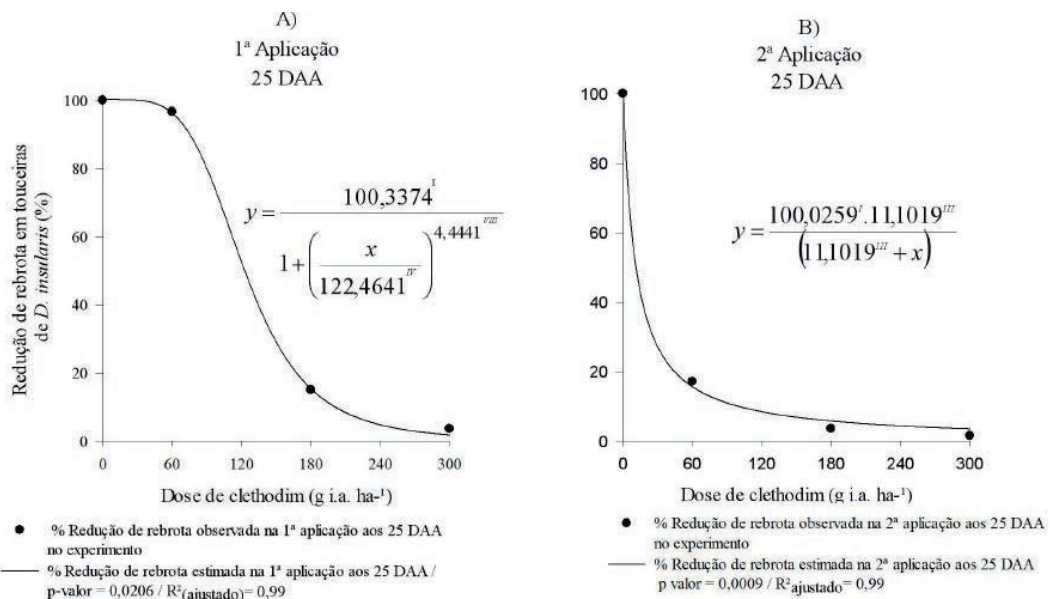 A)
1ª Aplicação
25 DAA
Redução de rebrota em touceiras
de D. insularis (%)
100
80
60
40
20
0
y = 100,3374^I / (1 + (x / 122,4641^IV)^4,4441^VIII)
0 60 120 180 240 300
Dose de clethodim (g i.a. ha-¹)
● % Redução de rebrota observada na 1ª aplicação aos 25 DAA
no experimento
— % Redução de rebrota estimada na 1ª aplicação aos 25 DAA /
p-valor = 0,0206 / R²(ajustado)= 0,99
B)
2ª Aplicação
25 DAA
100
80
60
40
20
0
y = 100,0259^I . 11,1019^III / (11,1019^III + x)
0 60 120 180 240 300
Dose de clethodim (g i.a. ha-¹)
● % Redução de rebrota observada na 2ª aplicação aos 25 DAA
no experimento
— % Redução de rebrota estimada na 2ª aplicação aos 25 DAA
p valor = 0,0009 / R²ajustado= 0,99